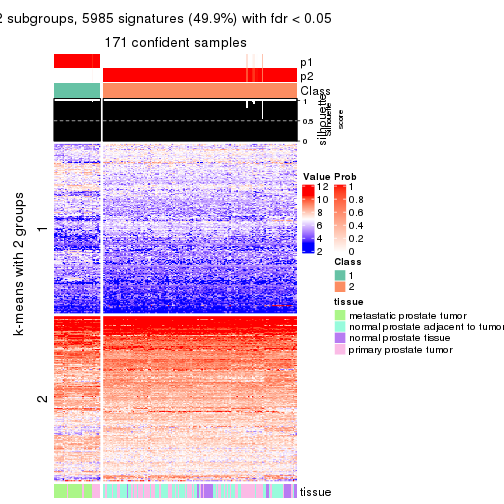 2 subgroups, 5985 signatures (49.9%) with fdr < 0.05
171 confident samples
p1
p2
Class
1
0.5
0
silhouette
silhouette
score
k-means with 2 groups
1
2
Value
12
10
8
6
4
2
Prob
1
0.8
0.6
0.4
0.2
0
Class
1
2
tissue
metastatic prostate tumor
normal prostate adjacent to tumor
normal prostate tissue
primary prostate tumor
tissue